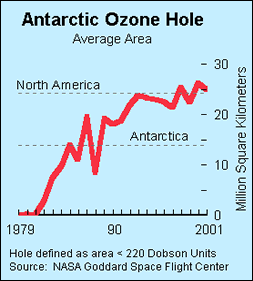 Antarctic Ozone Hole
Average Area
30
North America
20
Antarctica
10
0
Million Square Kilometers
1979 90 2001
Hole defined as area < 220 Dobson Units
Source: NASA Goddard Space Flight Center